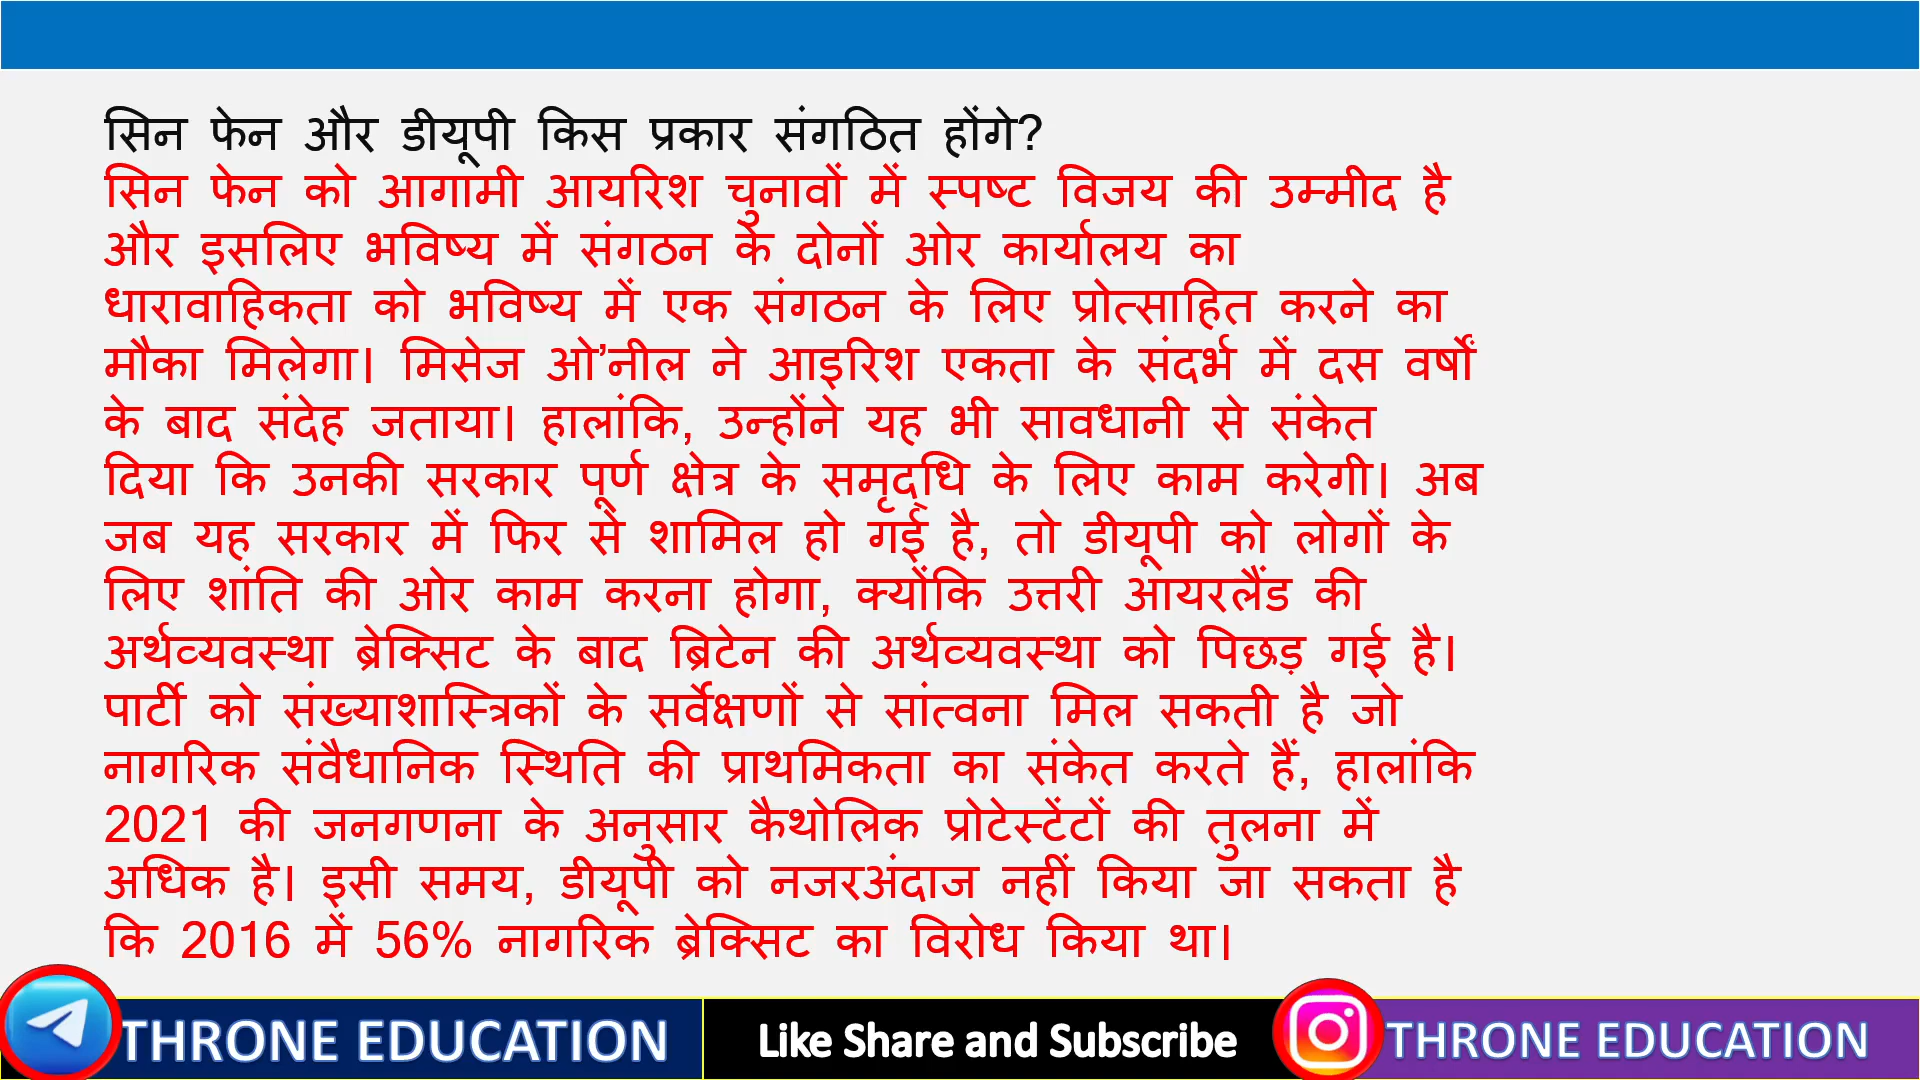 सिन फेन और डीयूपी किस प्रकार संगठित होंगे?
सिन फेन को आगामी आयरिश चुनावों में स्पष्ट विजय की उम्मीद है
और इसलिए भविष्य में संगठन के दोनों ओर कार्यालय का
धारावाहिकता को भविष्य में एक संगठन के लिए प्रोत्साहित करने का
मौका मिलेगा। मिसेज ओ’नील ने आइरिश एकता के संदर्भ में दस वर्षों
के बाद संदेह जताया। हालांकि, उन्होंने यह भी सावधानी से संकेत
दिया कि उनकी सरकार पूर्ण क्षेत्र के समृद्धि के लिए काम करेगी। अब
जब यह सरकार में फिर से शामिल हो गई है, तो डीयूपी को लोगों के
लिए शांति की ओर काम करना होगा, क्योंकि उत्तरी आयरलैंड की
अर्थव्यवस्था ब्रेक्सिट के बाद ब्रिटेन की अर्थव्यवस्था को पिछड़ गई है।
पार्टी को संख्याशास्त्रिकों के सर्वेक्षणों से सांत्वना मिल सकती है जो
नागरिक संवैधानिक स्थिति की प्राथमिकता का संकेत करते हैं, हालांकि
2021 की जनगणना के अनुसार कैथोलिक प्रोटेस्टेंटों की तुलना में
अधिक है। इसी समय, डीयूपी को नजरअंदाज नहीं किया जा सकता है
कि 2016 में 56% नागरिक ब्रेक्सिट का विरोध किया था।
THRONE EDUCATION Like Share and Subscribe THRONE EDUCATION